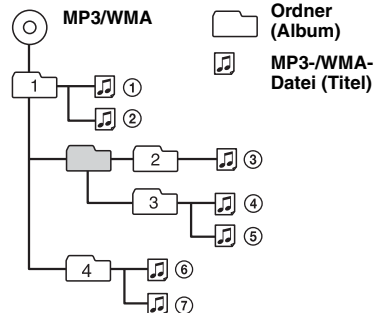 MP3/WMA
Ordner
(Album)
MP3-/WMA-
Datei (Titel)
1
①
②
2
③
3
④
⑤
4
⑥
⑦